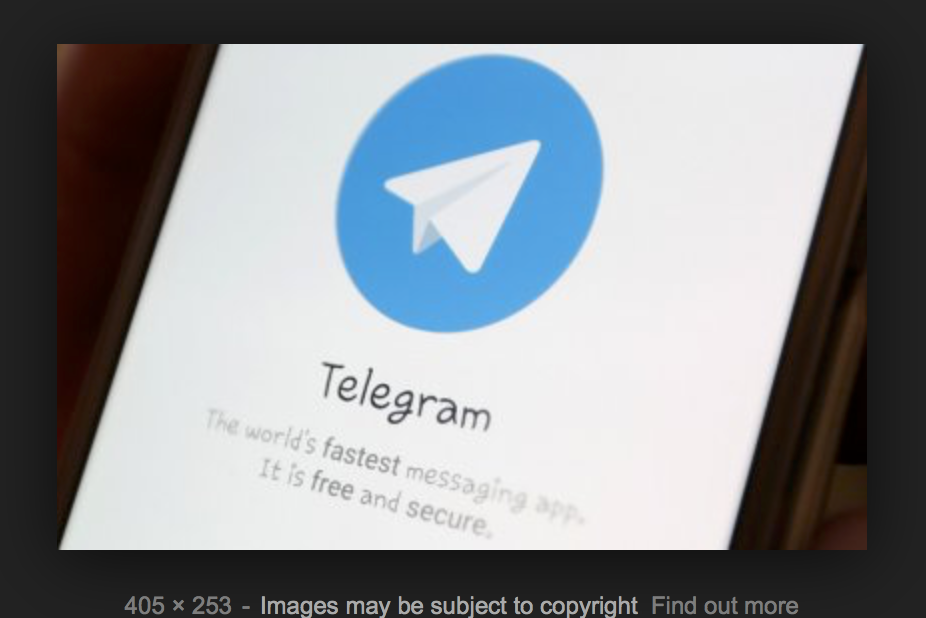 Telegram
The world's fastest messaging app.
It is free and secure.
405 × 253 - Images may be subject to copyright Find out more